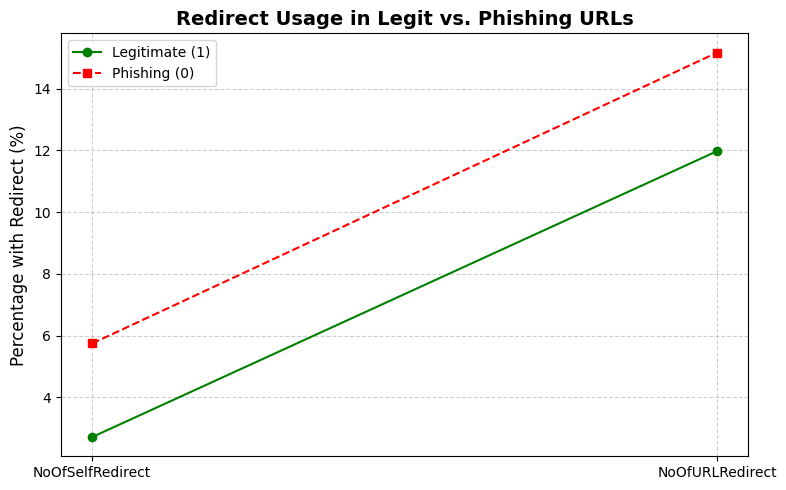 Redirect Usage in Legit vs. Phishing URLs
Legitimate (1)
Phishing (0)
Percentage with Redirect (%)
14
12
10
8
6
4
NoOfSelfRedirect
NoOfURLRedirect